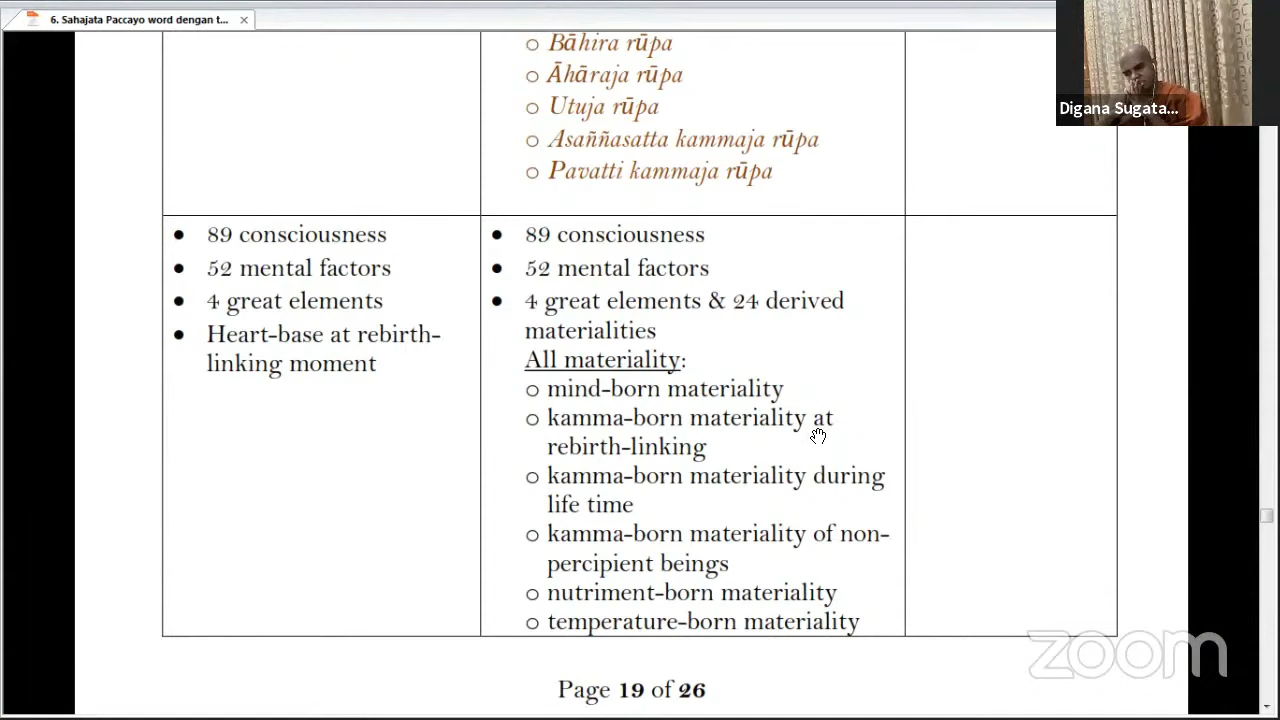 6. Sahajata Paccayo word dengan t...
Digana Sugata...
o Bāhira rūpa
o Āhāraja rūpa
o Utuja rūpa
o Asaññasatta kammaja rūpa
o Pavatti kammaja rūpa
• 89 consciousness
• 52 mental factors
• 4 great elements
• Heart-base at rebirth-
linking moment
• 89 consciousness
• 52 mental factors
• 4 great elements & 24 derived
materialities
All materiality:
o mind-born materiality
o kamma-born materiality at
rebirth-linking
o kamma-born materiality during
life time
o kamma-born materiality of non-
percipient beings
o nutriment-born materiality
o temperature-born materiality
zoom
Page 19 of 26